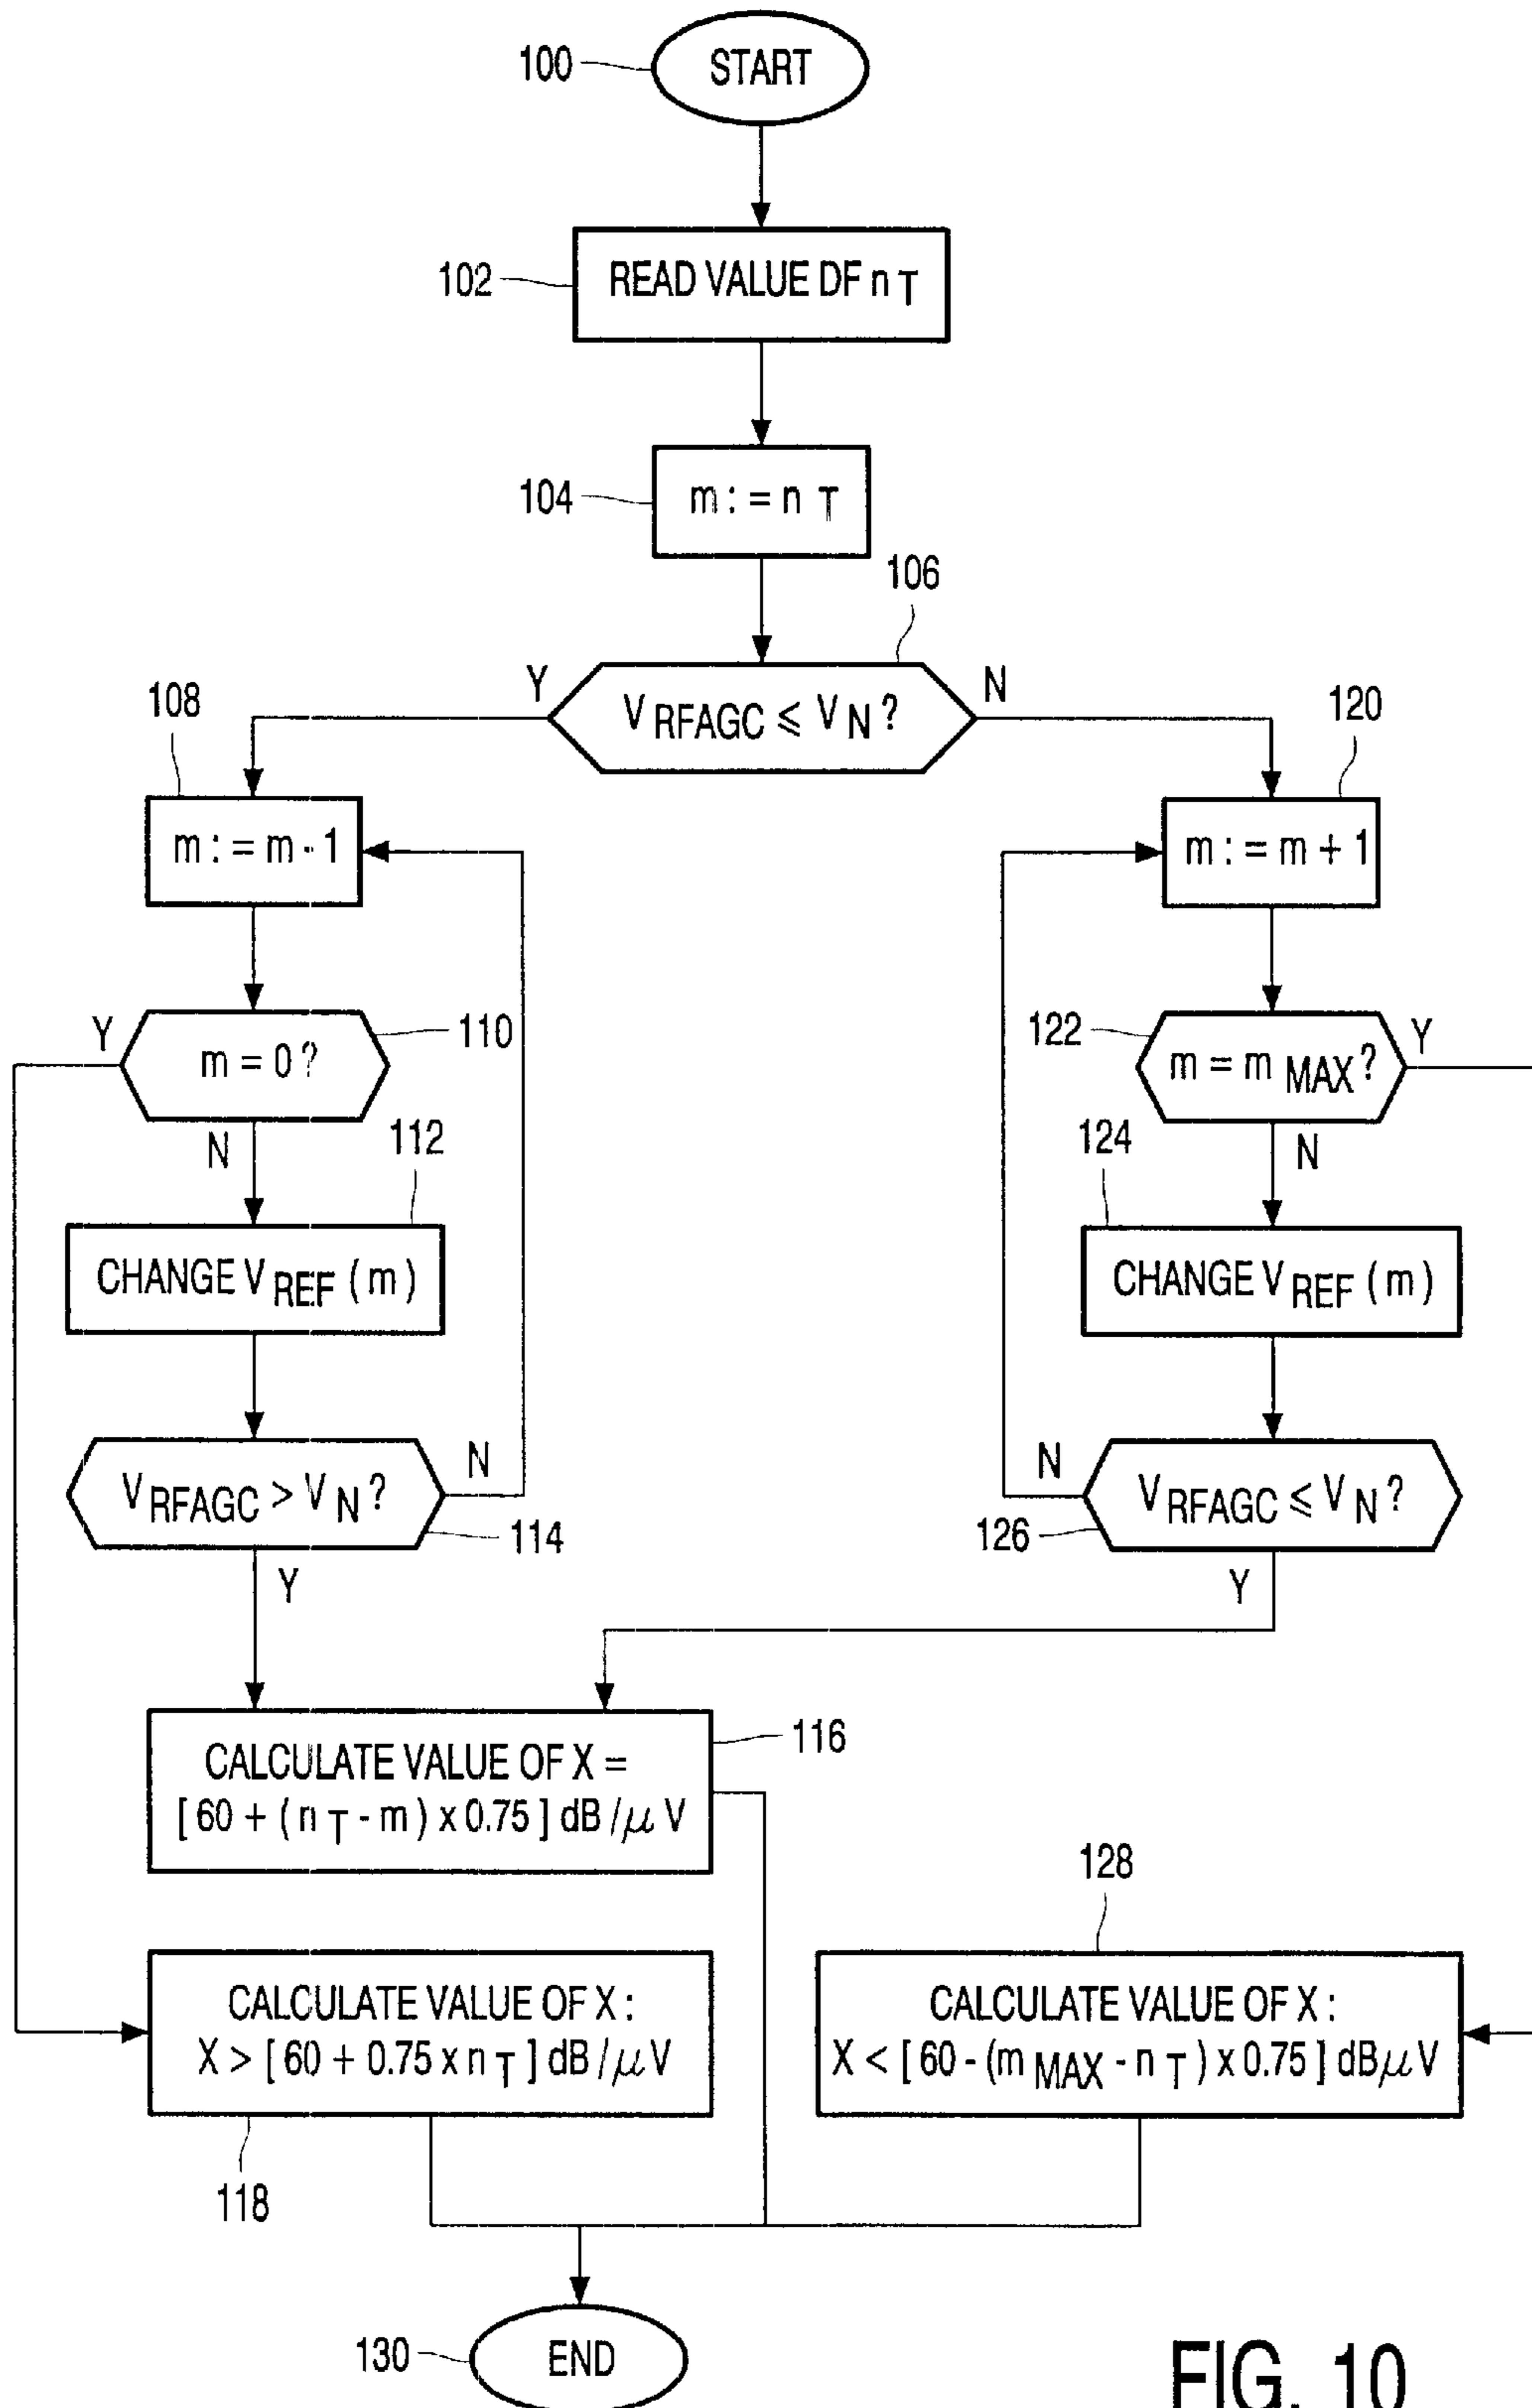 100
START
102
READ VALUE DF n T
104
m : = n T
106
Y
V RFAGC ≤ V N ?
N
108
m : = m - 1
120
m : = m + 1
Y
m = 0 ?
110
N
122
m = m MAX ?
Y
N
112
CHANGE V REF ( m )
124
CHANGE V REF ( m )
V RFAGC > V N ?
N
114
Y
N
V RFAGC ≤ V N ?
126
Y
CALCULATE VALUE OF X =
[ 60 + ( n T - m ) x 0.75 ] dB / μ V
116
CALCULATE VALUE OF X :
X > [ 60 + 0.75 x n T ] dB / μ V
118
128
CALCULATE VALUE OF X :
X < [ 60 - ( m MAX - n T ) x 0.75 ] dB μ V
130
END
FIG. 10